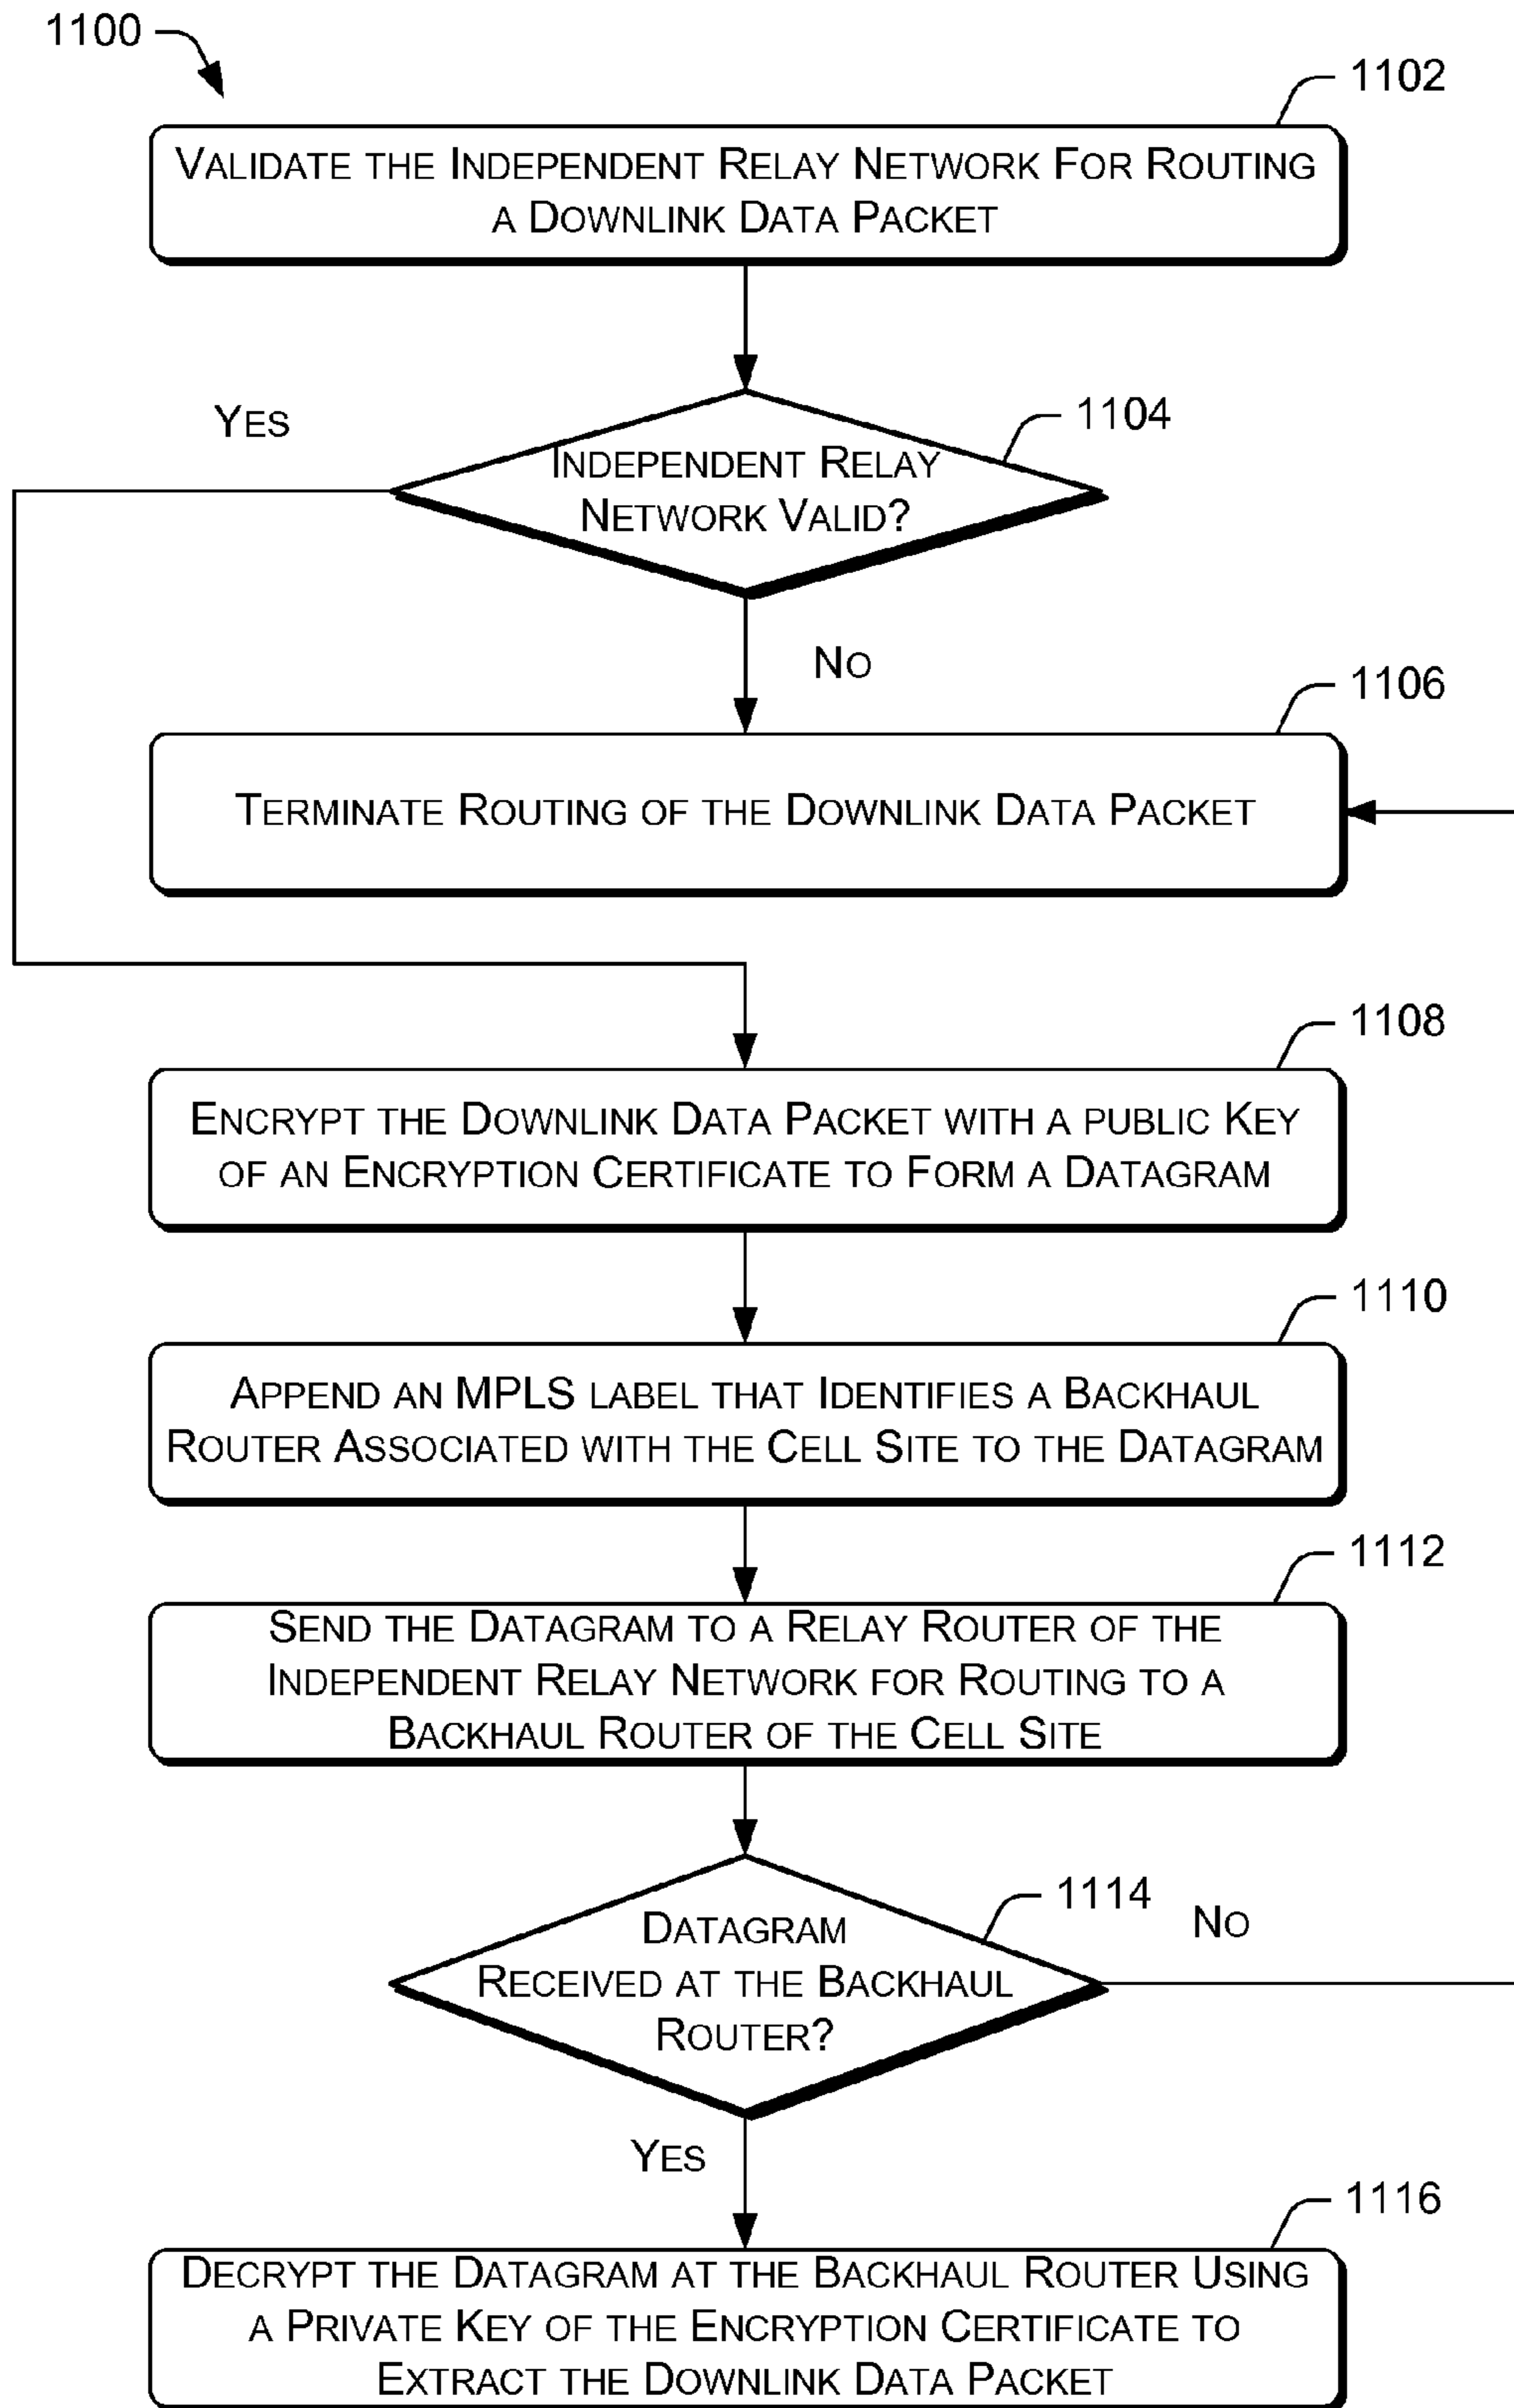 1100
1102
VALIDATE THE INDEPENDENT RELAY NETWORK FOR ROUTING
A DOWNLINK DATA PACKET
YES
1104
INDEPENDENT RELAY
NETWORK VALID?
NO
1106
TERMINATE ROUTING OF THE DOWNLINK DATA PACKET
1108
ENCRYPT THE DOWNLINK DATA PACKET WITH A PUBLIC KEY
OF AN ENCRYPTION CERTIFICATE TO FORM A DATAGRAM
1110
APPEND AN MPLS LABEL THAT IDENTIFIES A BACKHAUL
ROUTER ASSOCIATED WITH THE CELL SITE TO THE DATAGRAM
1112
SEND THE DATAGRAM TO A RELAY ROUTER OF THE
INDEPENDENT RELAY NETWORK FOR ROUTING TO A
BACKHAUL ROUTER OF THE CELL SITE
1114
NO
DATAGRAM
RECEIVED AT THE BACKHAUL
ROUTER?
YES
1116
DECRYPT THE DATAGRAM AT THE BACKHAUL ROUTER USING
A PRIVATE KEY OF THE ENCRYPTION CERTIFICATE TO
EXTRACT THE DOWNLINK DATA PACKET